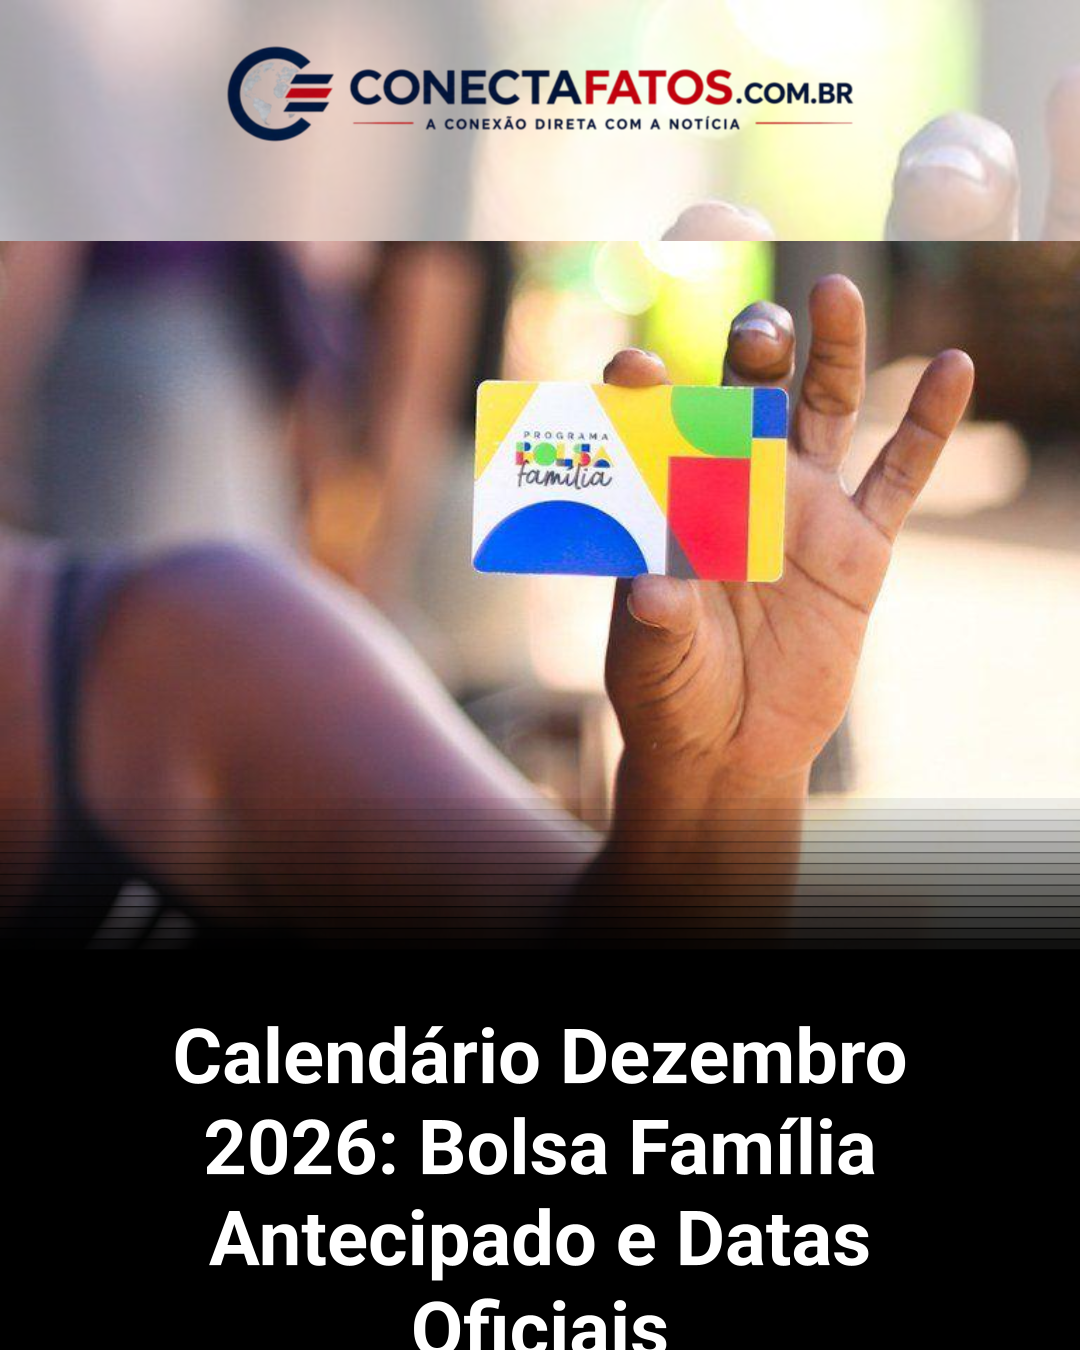 CONECTAFATOS.COM.BR
A CONEXÃO DIRETA COM A NOTÍCIA
PROGRAMA
BOLSA
família
Calendário Dezembro
2026: Bolsa Família
Antecipado e Datas
Oficiais